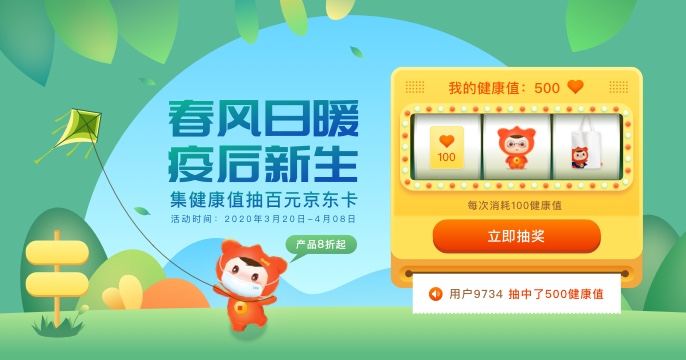 春风日暖
疫后新生
集健康值抽百元京东卡
活动时间：2020年3月20日-4月08日
产品8折起
我的健康值：500
100
每次消耗100健康值
立即抽奖
用户9734 抽中了500健康值